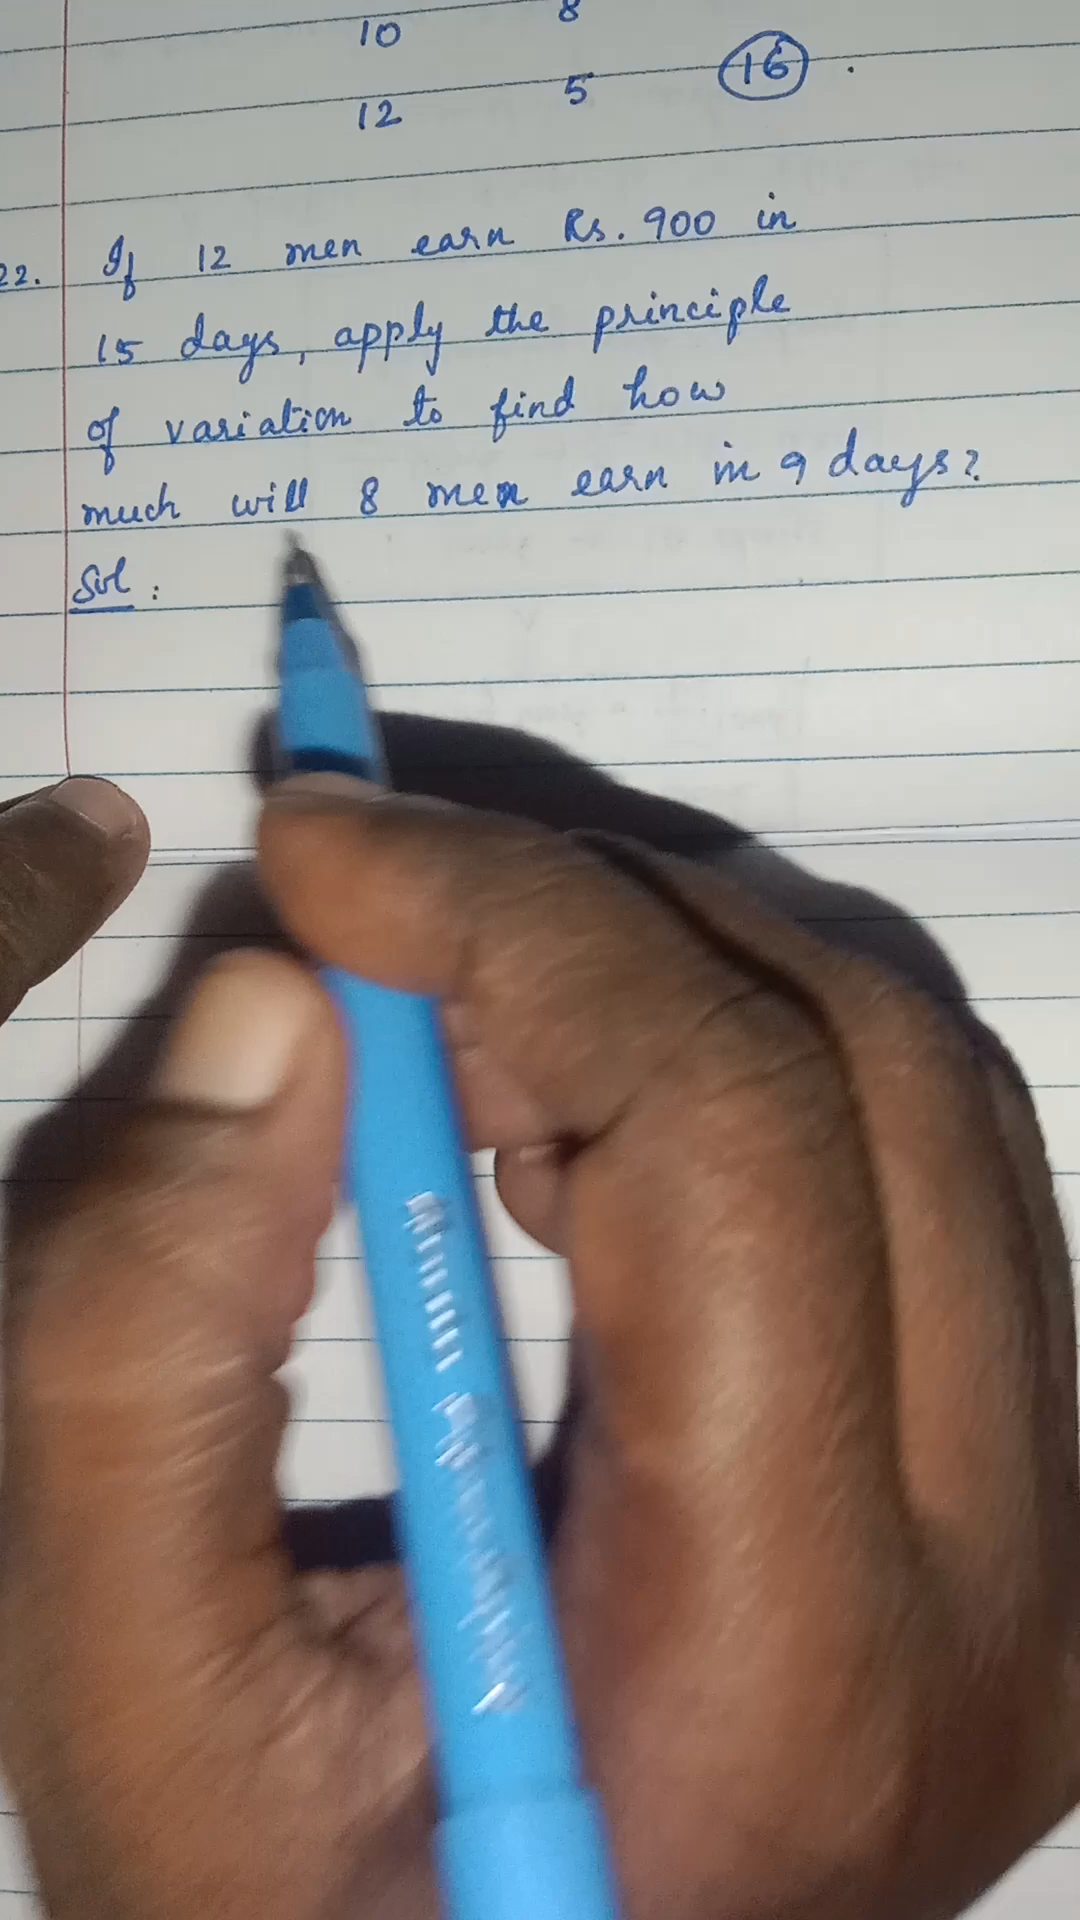 10 8
12 5 16 .
22. If 12 men earn Rs. 900 in
15 days, apply the principle
of variation to find how
much will 8 men earn in 9 days?
Sol :